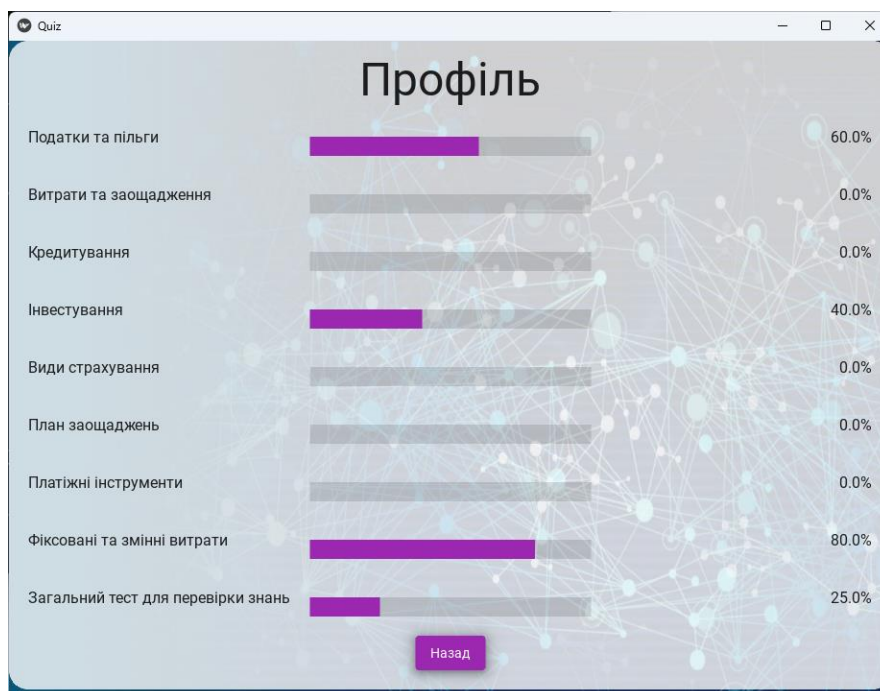 Quiz
Профіль
Податки та пільги 60.0%
Витрати та заощадження 0.0%
Кредитування 0.0%
Інвестування 40.0%
Види страхування 0.0%
План заощаджень 0.0%
Платіжні інструменти 0.0%
Фіксовані та змінні витрати 80.0%
Загальний тест для перевірки знань 25.0%
Назад